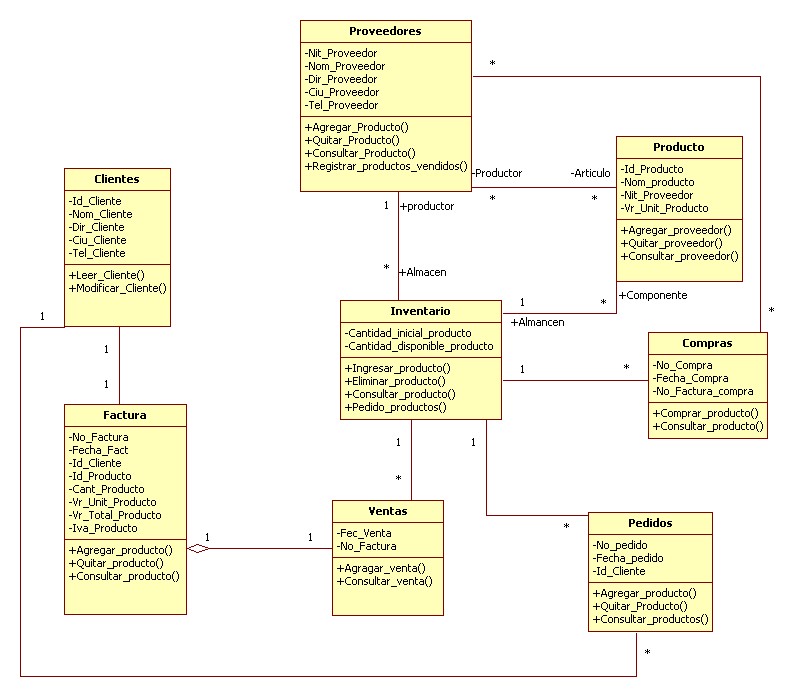 Proveedores
-Nit_Proveedor
-Nom_Proveedor
-Dir_Proveedor
-Ciu_Proveedor
-Tel_Proveedor
+Agregar_Producto()
+Quitar_Producto()
+Consultar_Producto()
+Registrar_productos_vendidos()
*
Producto
-Id_Producto
-Nom_producto
-Nit_Proveedor
-Vr_Unit_Producto
+Agregar_proveedor()
+Quitar_proveedor()
+Consultar_proveedor()
-Productor
-Articulo
*
*
Clientes
-Id_Cliente
-Nom_Cliente
-Dir_Cliente
-Ciu_Cliente
-Tel_Cliente
+Leer_Cliente()
+Modificar_Cliente()
1
+productor
*
+Almacen
1
1
1
Inventario
-Cantidad_inicial_producto
-Cantidad_disponible_producto
+Ingresar_producto()
+Eliminar_producto()
+Consultar_producto()
+Pedido_productos()
1
*
+Almancen
+Componente
*
1
*
Compras
-No_Compra
-Fecha_Compra
-No_Factura_compra
+Comprar_producto()
+Consultar_producto()
Factura
-No_Factura
-Fecha_Fact
-Id_Cliente
-Id_Producto
-Cant_Producto
-Vr_Unit_Producto
-Vr_Total_Producto
-Iva_Producto
+Agregar_producto()
+Quitar_producto()
+Consultar_producto()
1
*
1
*
1
1
Ventas
-Fec_Venta
-No_Factura
+Agragar_venta()
+Consultar_venta()
Pedidos
-No_pedido
-Fecha_pedido
-Id_Cliente
+Agregar_producto()
+Quitar_Producto()
+Consultar_productos()
*